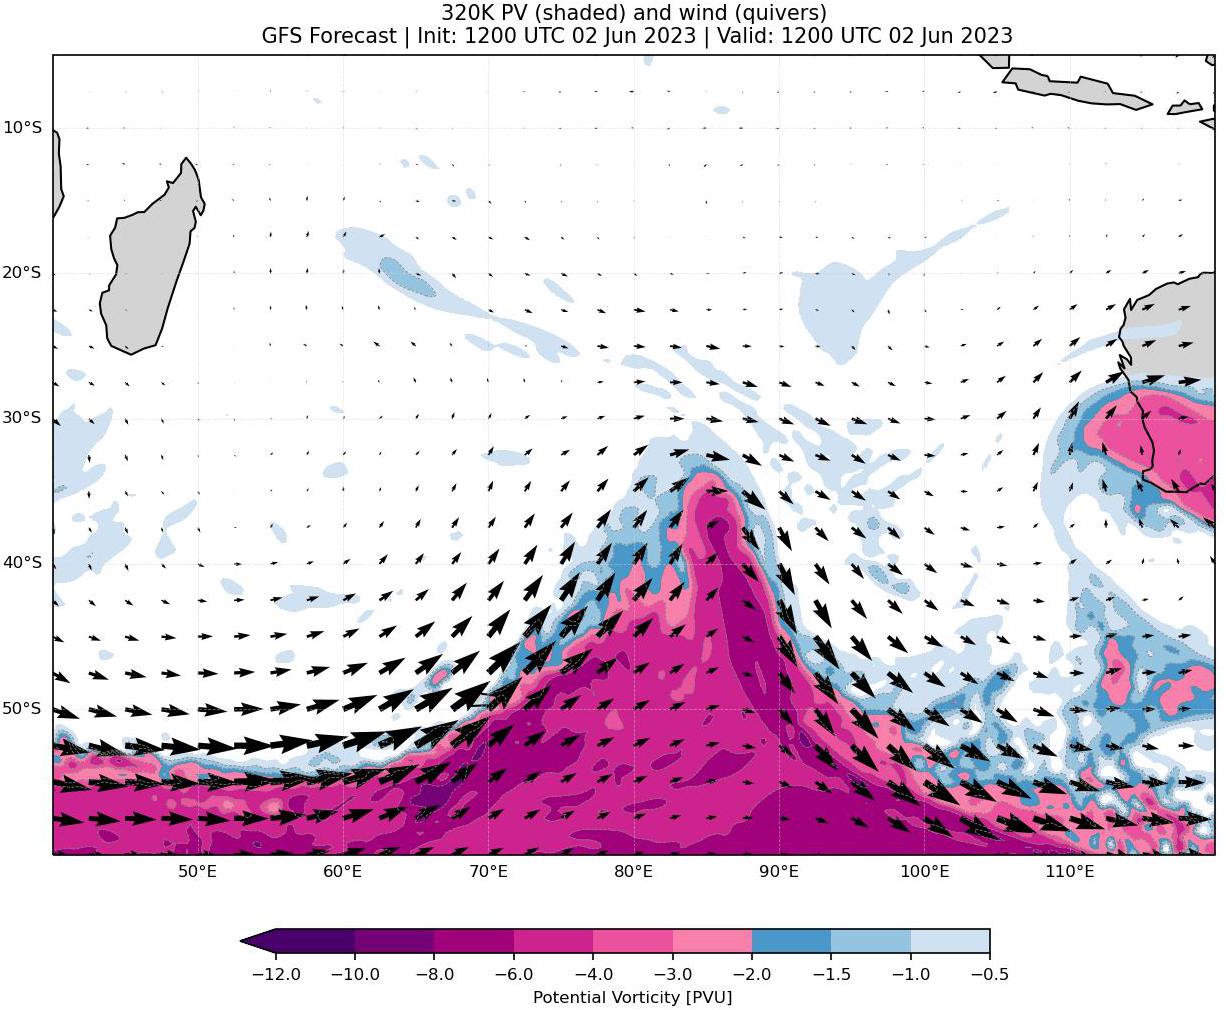 320K PV (shaded) and wind (quivers)
GFS Forecast | Init: 1200 UTC 02 Jun 2023 | Valid: 1200 UTC 02 Jun 2023
10°S
20°S
30°S
40°S
50°S
50°E 60°E 70°E 80°E 90°E 100°E 110°E
−12.0 −10.0 −8.0 −6.0 −4.0 −3.0 −2.0 −1.5 −1.0 −0.5
Potential Vorticity [PVU]